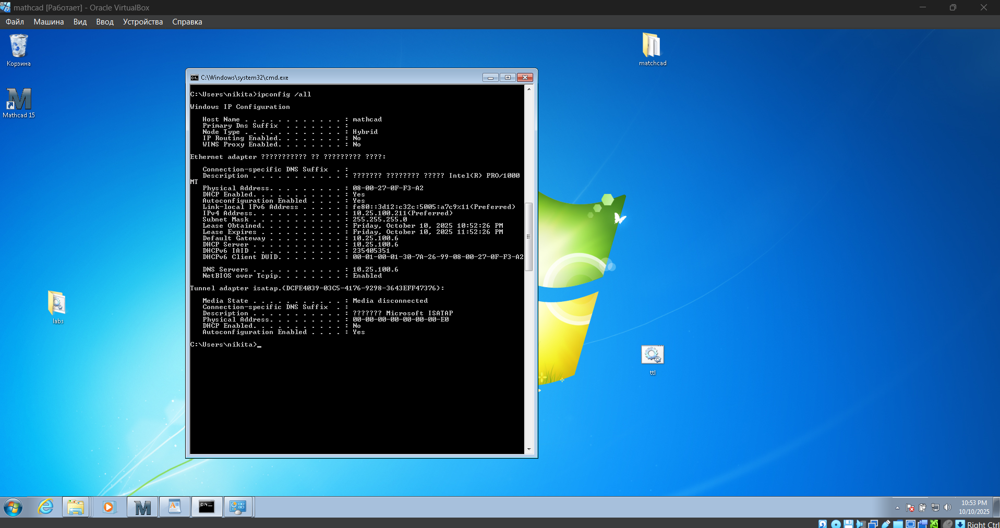 mathcad [Работает] - Oracle VirtualBox
Файл Машина Вид Ввод Устройства Справка
Корзина
matchcad
Mathcad 15
C:\Windows\system32\cmd.exe
C:\Users\nikita>ipconfig /all
Windows IP Configuration
Host Name . . . . . . . . . . . . : mathcad
Primary Dns Suffix  . . . . . . . :
Node Type . . . . . . . . . . . . : Hybrid
IP Routing Enabled. . . . . . . . : No
WINS Proxy Enabled. . . . . . . . : No
Ethernet adapter ??????????? ?? ????????? ????:
Connection-specific DNS Suffix  . :
Description . . . . . . . . . . . : ??????? ???????? ????? Intel(R) PRO/1000
MT
Physical Address. . . . . . . . . : 08-00-27-0F-F3-A2
DHCP Enabled. . . . . . . . . . . : Yes
Autoconfiguration Enabled . . . . : Yes
Link-local IPv6 Address . . . . . : fe80::3d12:c32c:5005:a7c9%11(Preferred)
IPv4 Address. . . . . . . . . . . : 10.25.100.211(Preferred)
Subnet Mask . . . . . . . . . . . : 255.255.255.0
Lease Obtained. . . . . . . . . . : Friday, October 10, 2025 10:52:26 PM
Lease Expires . . . . . . . . . . : Friday, October 10, 2025 11:52:26 PM
Default Gateway . . . . . . . . . : 10.25.100.6
DHCP Server . . . . . . . . . . . : 10.25.100.6
DHCPv6 IAID . . . . . . . . . . . : 235405351
DHCPv6 Client DUID. . . . . . . . : 00-01-00-01-30-7A-26-99-08-00-27-0F-F3-A2
DNS Servers . . . . . . . . . . . : 10.25.100.6
NetBIOS over Tcpip. . . . . . . . : Enabled
Tunnel adapter isatap.{DCFE4039-03C5-4176-9298-3643EFF47376}:
Media State . . . . . . . . . . . : Media disconnected
Connection-specific DNS Suffix  . :
Description . . . . . . . . . . . : ??????? Microsoft ISATAP
Physical Address. . . . . . . . . : 00-00-00-00-00-00-00-E0
DHCP Enabled. . . . . . . . . . . : No
Autoconfiguration Enabled . . . . : Yes
C:\Users\nikita>_
labs
ttl
10:53 PM
10/10/2025
Right Ctrl